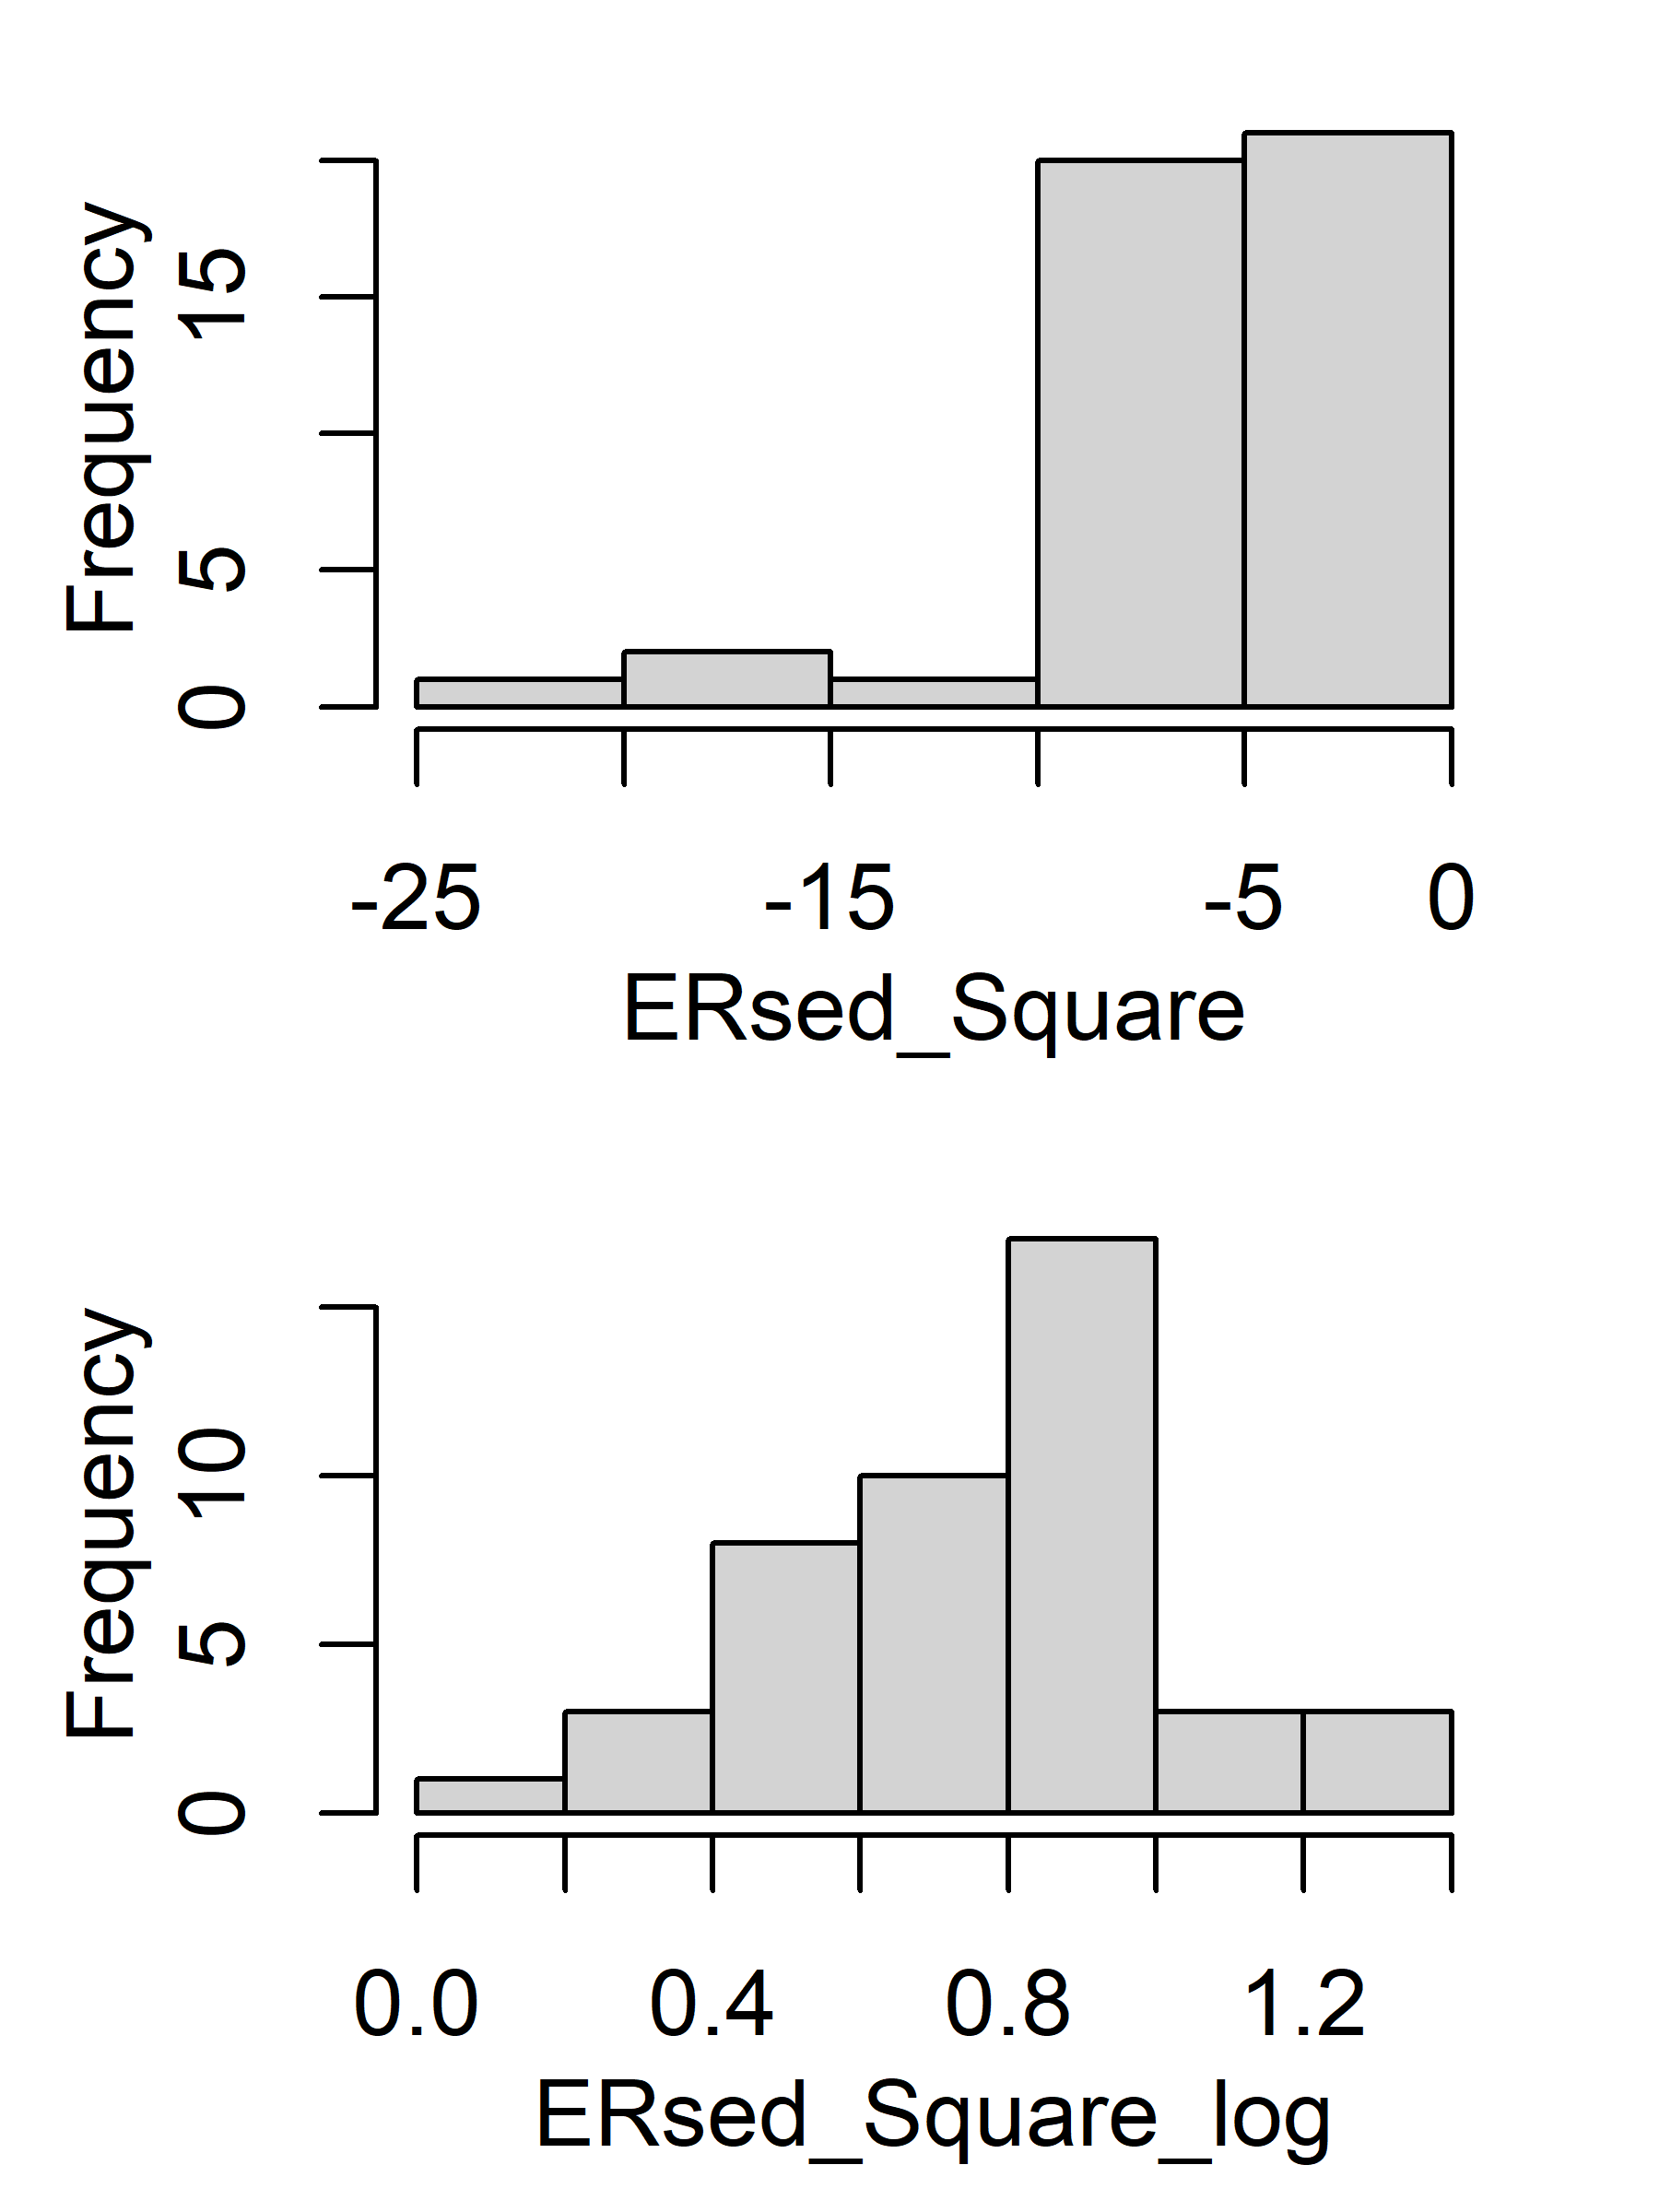 Frequency
0 5 15
-25 -15 -5 0
ERsed_Square
Frequency
0 5 10
0.0 0.4 0.8 1.2
ERsed_Square_log